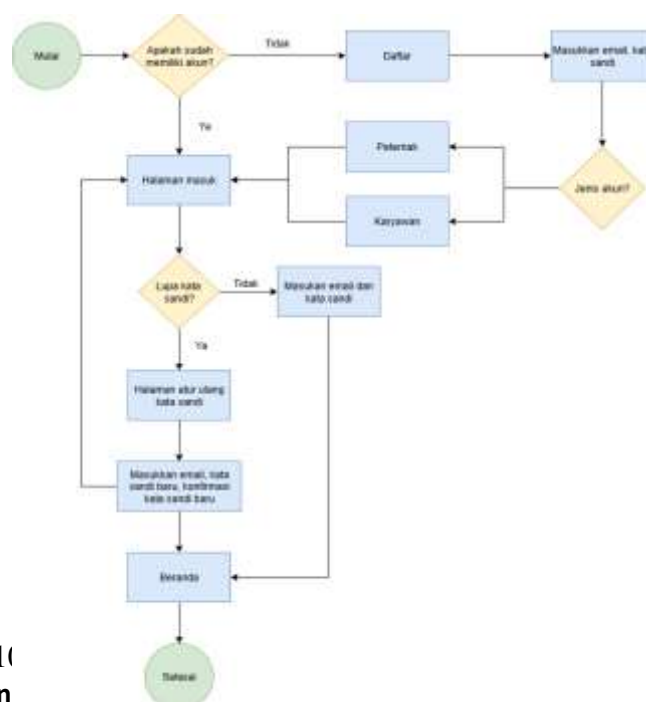 Mulai
Apakah sudah
memiliki akun?
Tidak
Daftar
Masukkan email, kata
sandi
Ya
Peternak
Halaman masuk
Jenis akun?
Karyawan
Lupa kata
sandi?
Tidak
Masukan email dan
kata sandi
Ya
Halaman atur ulang
kata sandi
Masukkan email, kata
sandi baru, konfirmasi
kata sandi baru
Beranda
Selesai